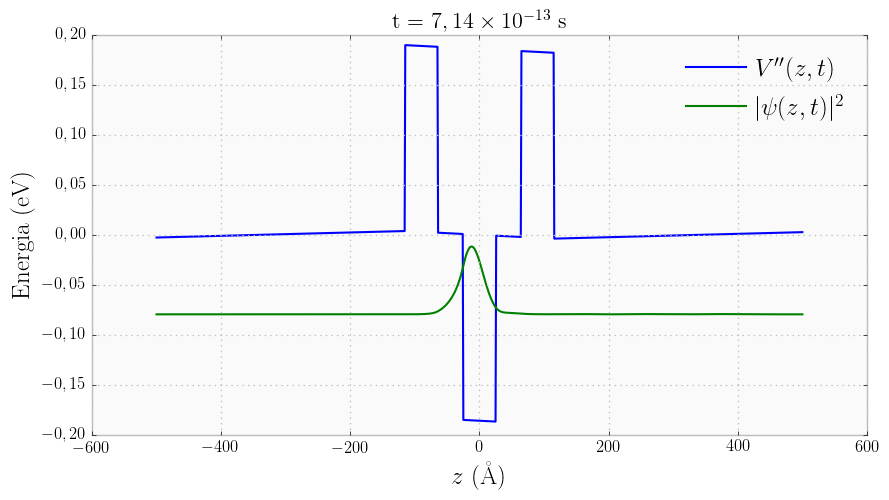 t = 7,14 × 10⁻¹³ s
V′′(z, t)
|ψ(z, t)|²
Energia (eV)
0,20
0,15
0,10
0,05
0,00
−0,05
−0,10
−0,15
−0,20
−600 −400 −200 0 200 400 600
z (Å)